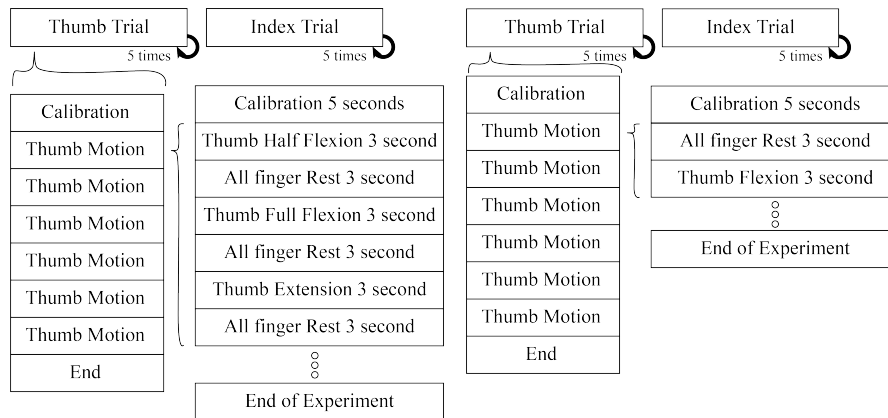 Thumb Trial
Index Trial
5 times
5 times
Calibration
Thumb Motion
Thumb Motion
Thumb Motion
Thumb Motion
Thumb Motion
Thumb Motion
End
Calibration 5 seconds
Thumb Half Flexion 3 second
All finger Rest 3 second
Thumb Full Flexion 3 second
All finger Rest 3 second
Thumb Extension 3 second
All finger Rest 3 second
End of Experiment
Thumb Trial
Index Trial
5 times
5 times
Calibration
Thumb Motion
Thumb Motion
Thumb Motion
Thumb Motion
Thumb Motion
Thumb Motion
End
Calibration 5 seconds
All finger Rest 3 second
Thumb Flexion 3 second
End of Experiment